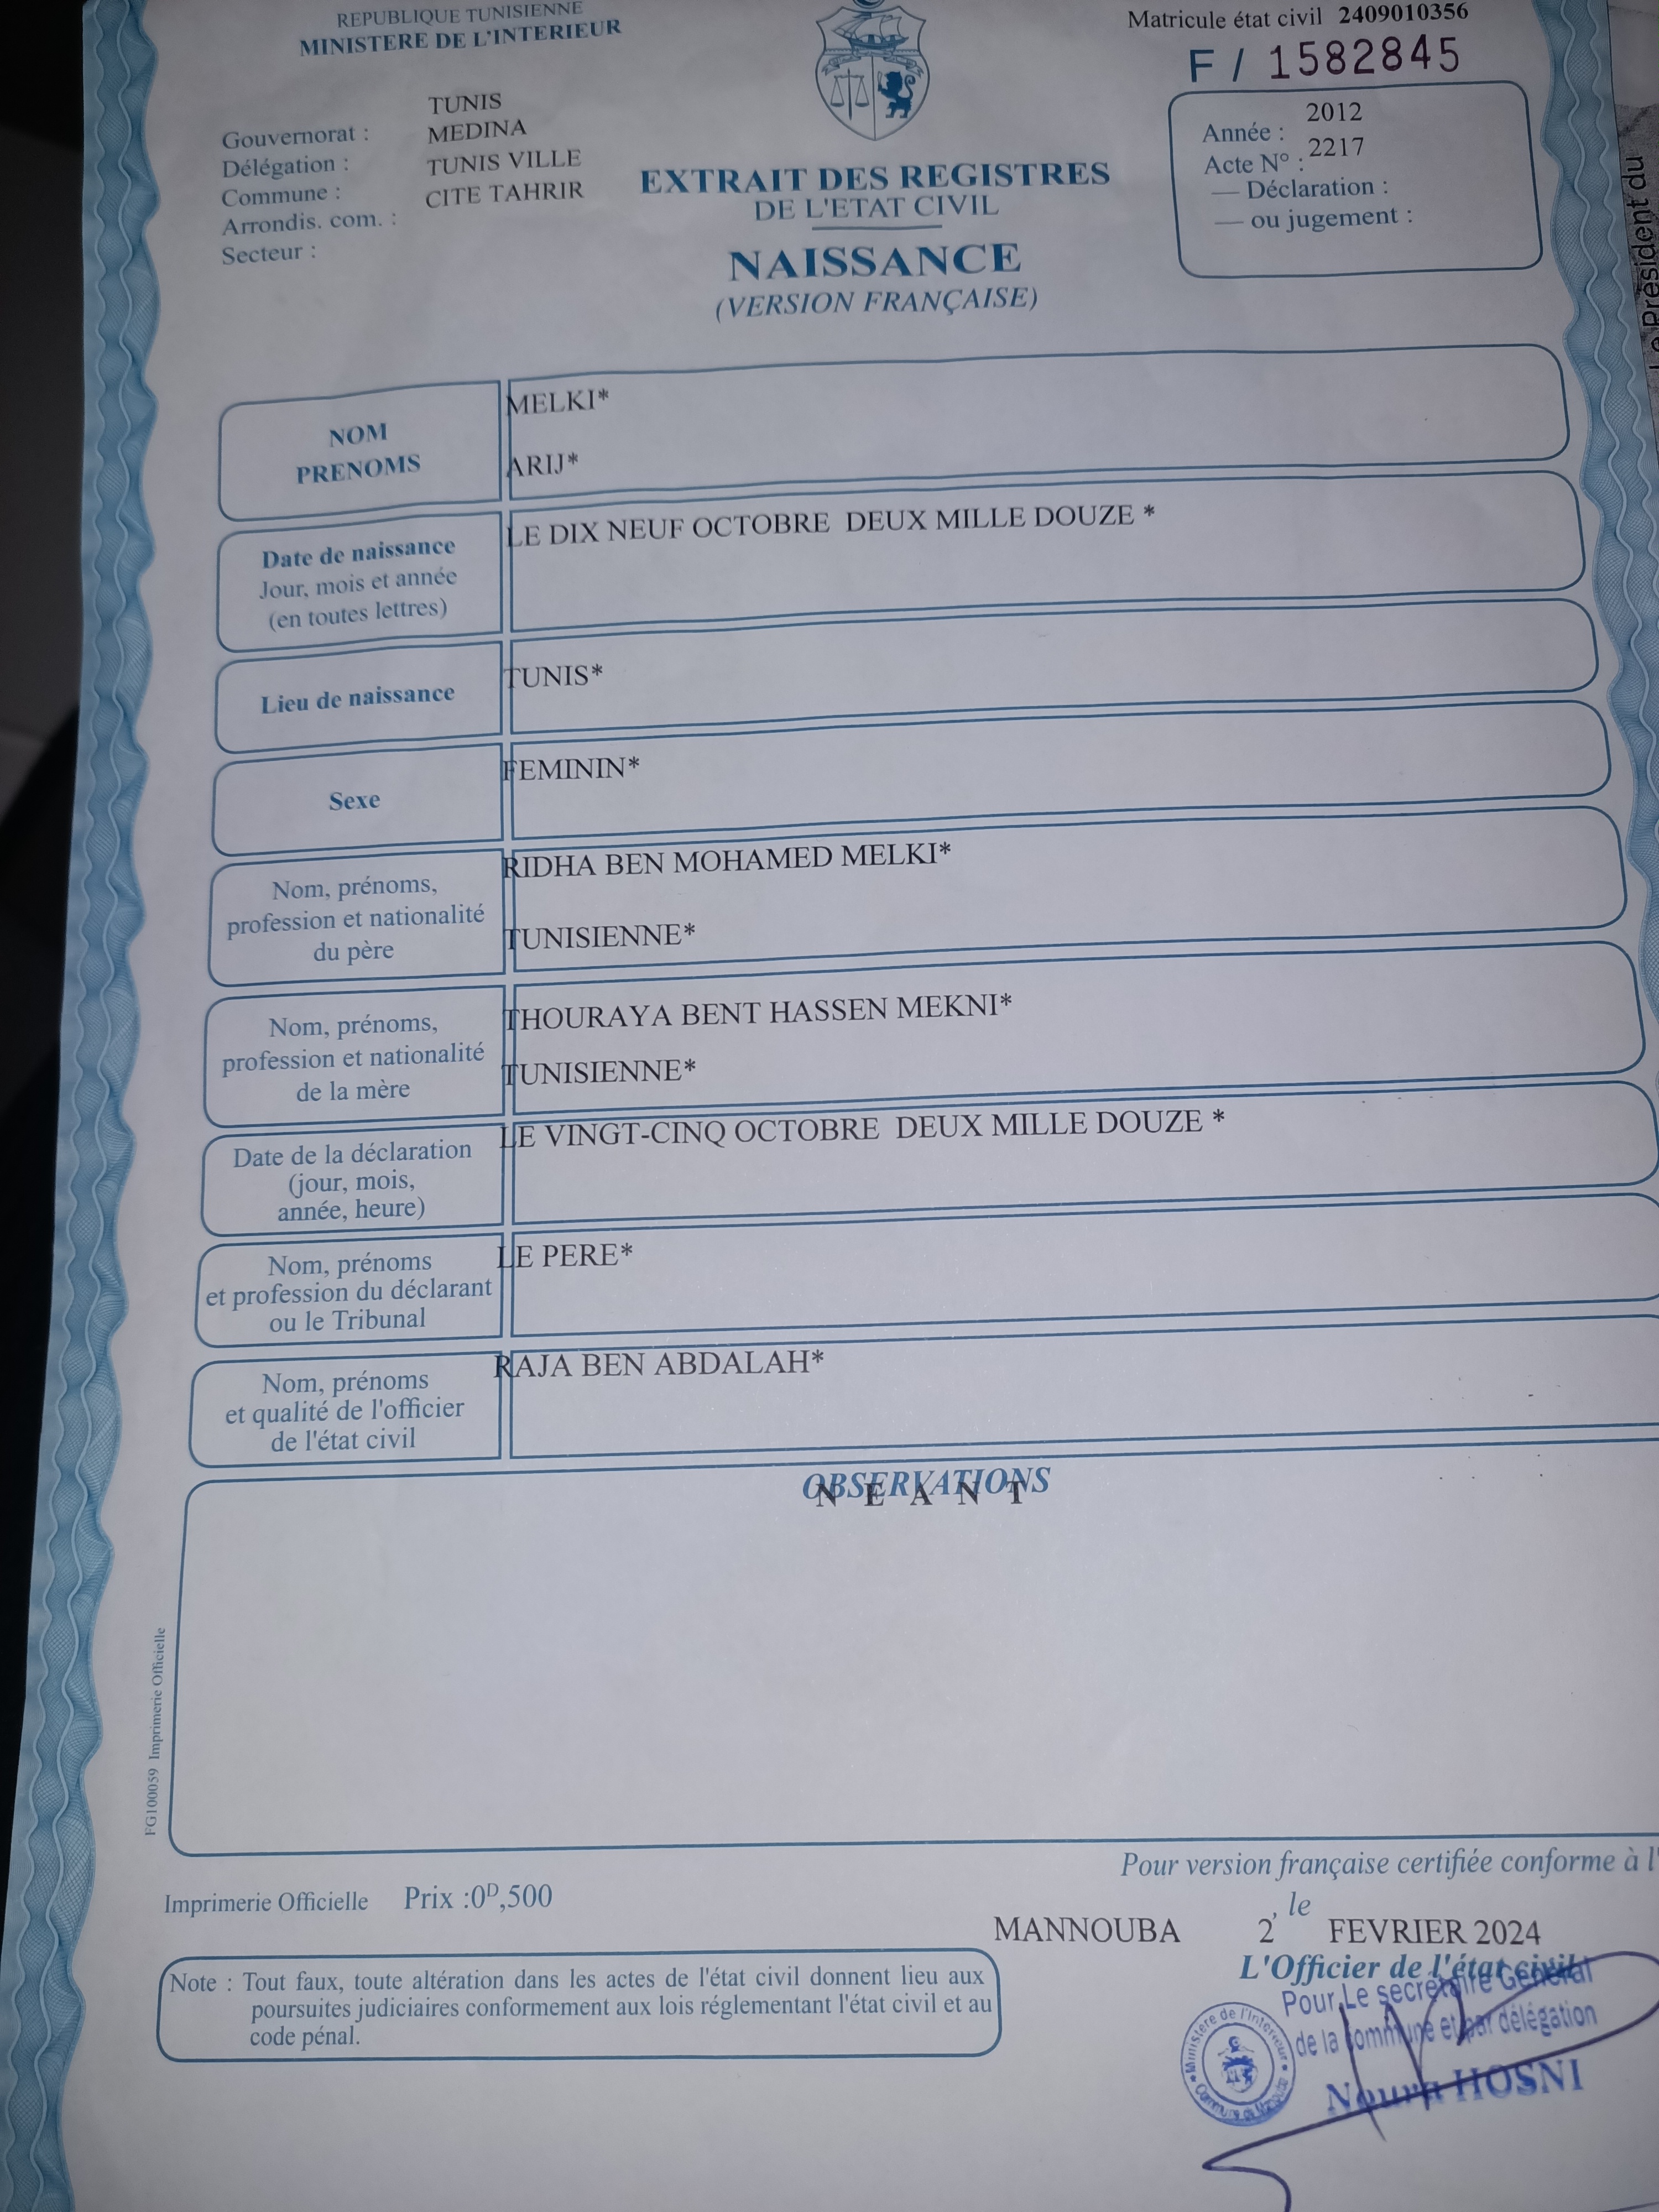 REPUBLIQUE TUNISIENNE
MINISTERE DE L'INTERIEUR
Matricule état civil 2409010356
F / 1582845
Gouvernorat : TUNIS
Délégation : MEDINA
Commune : TUNIS VILLE
Arrondis. com. : CITE TAHRIR
Secteur :
EXTRAIT DES REGISTRES
DE L'ETAT CIVIL
NAISSANCE
(VERSION FRANÇAISE)
Année : 2012
Acte N° : 2217
— Déclaration :
— ou jugement :
Président du
NOM
PRENOMS
MELKI*
ARIJ*
Date de naissance
Jour, mois et année
(en toutes lettres)
LE DIX NEUF OCTOBRE DEUX MILLE DOUZE *
Lieu de naissance
TUNIS*
Sexe
FEMININ*
Nom, prénoms,
profession et nationalité
du père
RIDHA BEN MOHAMED MELKI*
TUNISIENNE*
Nom, prénoms,
profession et nationalité
de la mère
THOURAYA BENT HASSEN MEKNI*
TUNISIENNE*
Date de la déclaration
(jour, mois,
année, heure)
LE VINGT-CINQ OCTOBRE DEUX MILLE DOUZE *
Nom, prénoms
et profession du déclarant
ou le Tribunal
LE PERE*
Nom, prénoms
et qualité de l'officier
de l'état civil
RAJA BEN ABDALAH*
OBSERVATIONS
N E A N T
FG100059 Imprimerie Officielle
Pour version française certifiée conforme à l'
Imprimerie Officielle Prix :0ᴰ,500
, le
MANNOUBA 2 FEVRIER 2024
L'Officier de l'état civil
Pour Le secrétaire Général
de la commune et par délégation
Noura HOSNI
Ministère de l'Interieur
Note : Tout faux, toute altération dans les actes de l'état civil donnent lieu aux
poursuites judiciaires conformement aux lois réglementant l'état civil et au
code pénal.